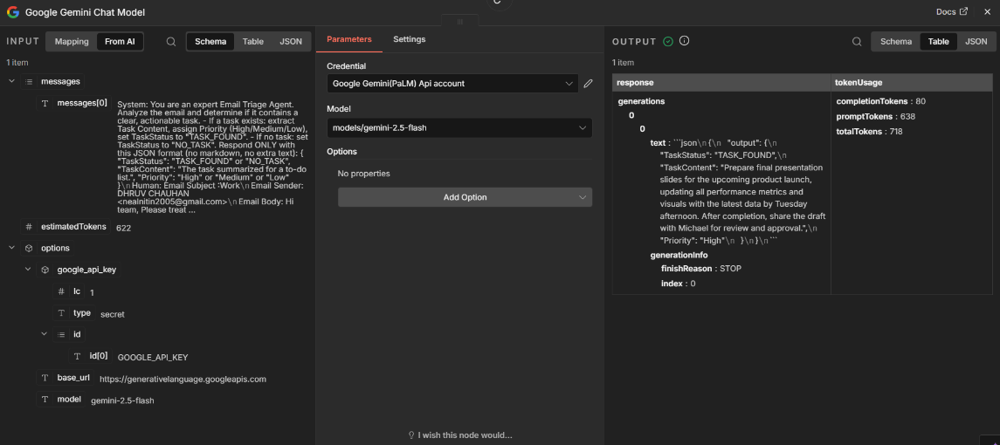 Google Gemini Chat Model
Docs
INPUT
Mapping
From AI
Schema
Table
JSON
1 item
messages
messages[0]
System: You are an expert Email Triage Agent.
Analyze the email and determine if it contains a
clear, actionable task. - If a task exists: extract
Task Content, assign Priority (High/Medium/Low),
set TaskStatus to "TASK_FOUND". - If no task: set
TaskStatus to "NO_TASK". Respond ONLY with
this JSON format (no markdown, no extra text): {
"TaskStatus": "TASK_FOUND" or "NO_TASK",
"TaskContent": "The task summarized for a to-do
list.", "Priority": "High" or "Medium" or "Low"
}\nHuman: Email Subject :Work\nEmail Sender:
DHRUV CHAUHAN
<nealnitin2005@gmail.com>\nEmail Body: Hi
team, Please treat ...
estimatedTokens
622
options
google_api_key
lc
1
type
secret
id
id[0]
GOOGLE_API_KEY
base_url
https://generativelanguage.googleapis.com
model
gemini-2.5-flash
Parameters
Settings
Credential
Google Gemini(PaLM) Api account
Model
models/gemini-2.5-flash
Options
No properties
Add Option
I wish this node would...
OUTPUT
Schema
Table
JSON
1 item
response
tokenUsage
generations
0
0
text : ```json\n{\n "output": {\n
"TaskStatus": "TASK_FOUND",\n
"TaskContent": "Prepare final presentation
slides for the upcoming product launch,
updating all performance metrics and
visuals with the latest data by Tuesday
afternoon. After completion, share the draft
with Michael for review and approval.",\n
"Priority": "High"\n }\n}\n```
generationInfo
finishReason : STOP
index : 0
completionTokens : 80
promptTokens : 638
totalTokens : 718